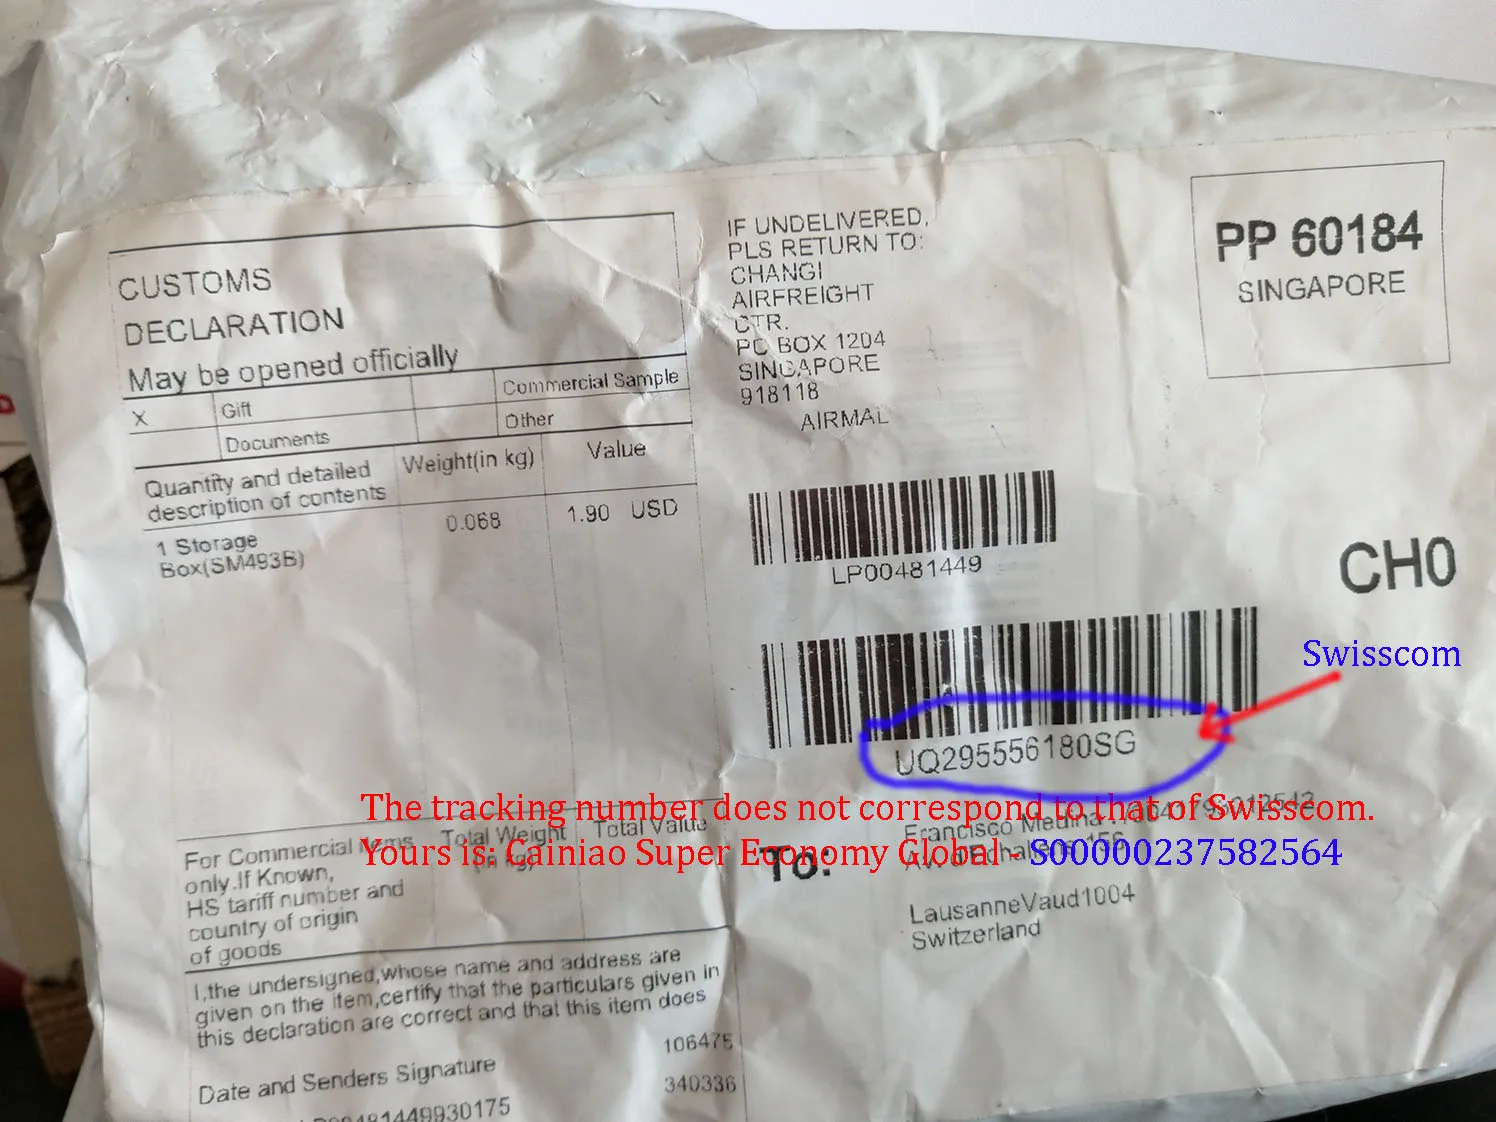 CUSTOMS
DECLARATION
May be opened officially
X Gift Commercial Sample
Documents Other
Quantity and detailed
description of contents
Weight(in kg)
Value
1 Storage
Box(SM493B)
0.068
1.90 USD
For Commercial items
only.If Known,
HS tariff number and
country of origin
of goods
Total Weight
(in kg)
Total Value
I,the undersigned,whose name and address are
given on the item,certify that the particulars given in
this declaration are correct and that this item does
106475
Date and Senders Signature
340336
IF UNDELIVERED,
PLS RETURN TO:
CHANGI
AIRFREIGHT
CTR.
PO BOX 1204
SINGAPORE
918118
AIRMAL
PP 60184
SINGAPORE
LP00481449
CH0
Swisscom
UQ295556180SG
The tracking number does not correspond to that of Swisscom.
Yours is: Cainiao Super Economy Global - S00000237582564
To:
Francisco Medina
LausanneVaud1004
Switzerland